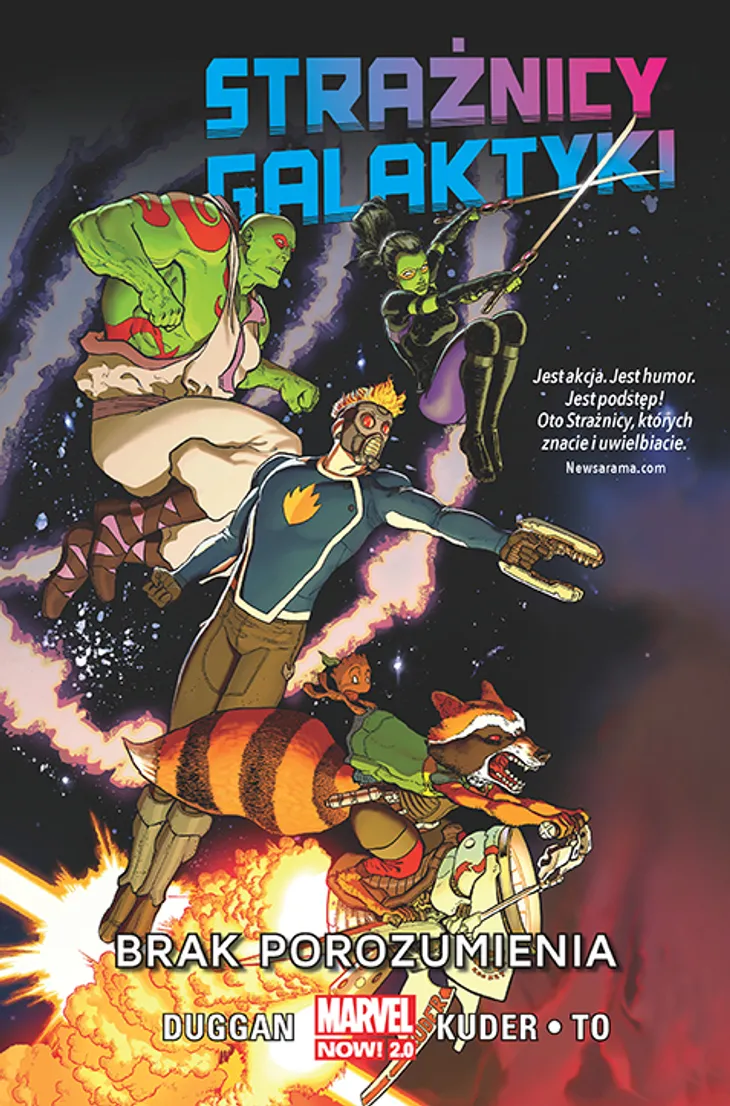 STRAŻNICY
GALAKTYKI
Jest akcja. Jest humor.
Jest podstęp!
Oto Strażnicy, których
znacie i uwielbiacie.
Newsarama.com
BRAK POROZUMIENIA
DUGGAN MARVEL KUDER • TO
NOW! 2.0